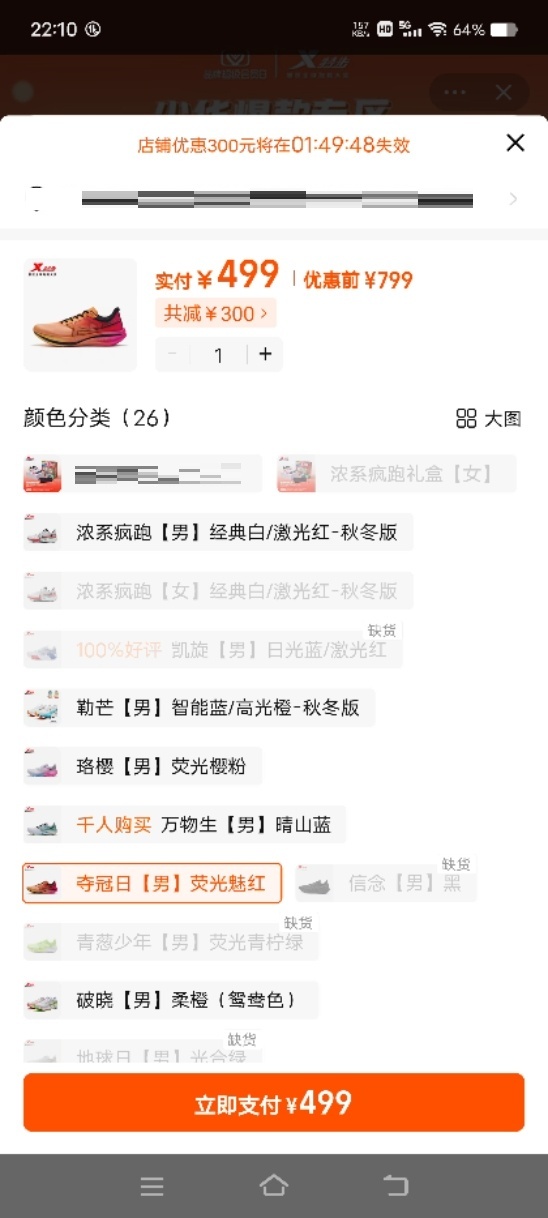 22:10
157 KB/s HD 5G 64%
店铺优惠300元将在01:49:48失效
实付¥499 优惠前¥799
共减¥300 >
− 1 +
颜色分类（26） 大图
浓系疯跑礼盒【女】
浓系疯跑【男】经典白/激光红-秋冬版
浓系疯跑【女】经典白/激光红-秋冬版
缺货
100%好评 凯旋【男】日光蓝/激光红
勒芒【男】智能蓝/高光橙-秋冬版
珞樱【男】荧光樱粉
千人购买 万物生【男】晴山蓝
缺货
夺冠日【男】荧光魅红 信念【男】黑
缺货
青葱少年【男】荧光青柠绿
破晓【男】柔橙（鸳鸯色）
缺货
地球日【男】光合绿
立即支付¥499